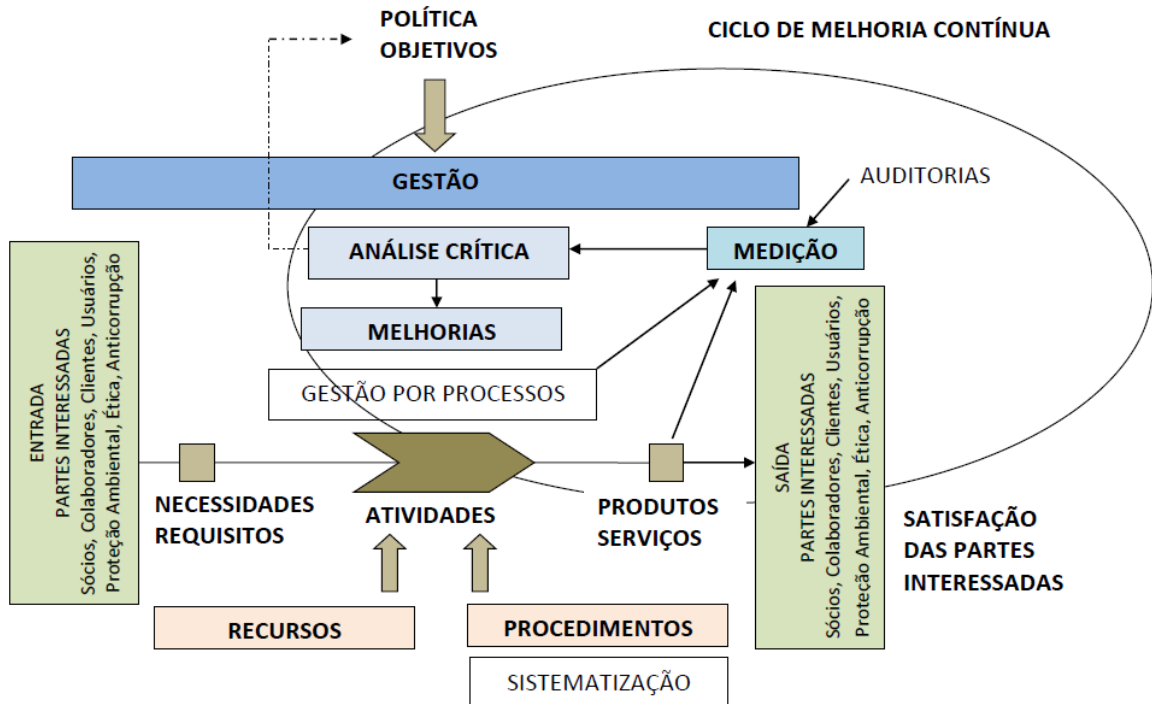 POLÍTICA
OBJETIVOS
CICLO DE MELHORIA CONTÍNUA
GESTÃO
AUDITORIAS
ANÁLISE CRÍTICA
MEDIÇÃO
MELHORIAS
GESTÃO POR PROCESSOS
ENTRADA
PARTES INTERESSADAS
Sócios, Colaboradores, Clientes, Usuários,
Proteção Ambiental, Ética, Anticorrupção
NECESSIDADES
REQUISITOS
ATIVIDADES
PRODUTOS
SERVIÇOS
SAÍDA
PARTES INTERESSADAS
Sócios, Colaboradores, Clientes, Usuários,
Proteção Ambiental, Ética, Anticorrupção
SATISFAÇÃO
DAS PARTES
INTERESSADAS
RECURSOS
PROCEDIMENTOS
SISTEMATIZAÇÃO